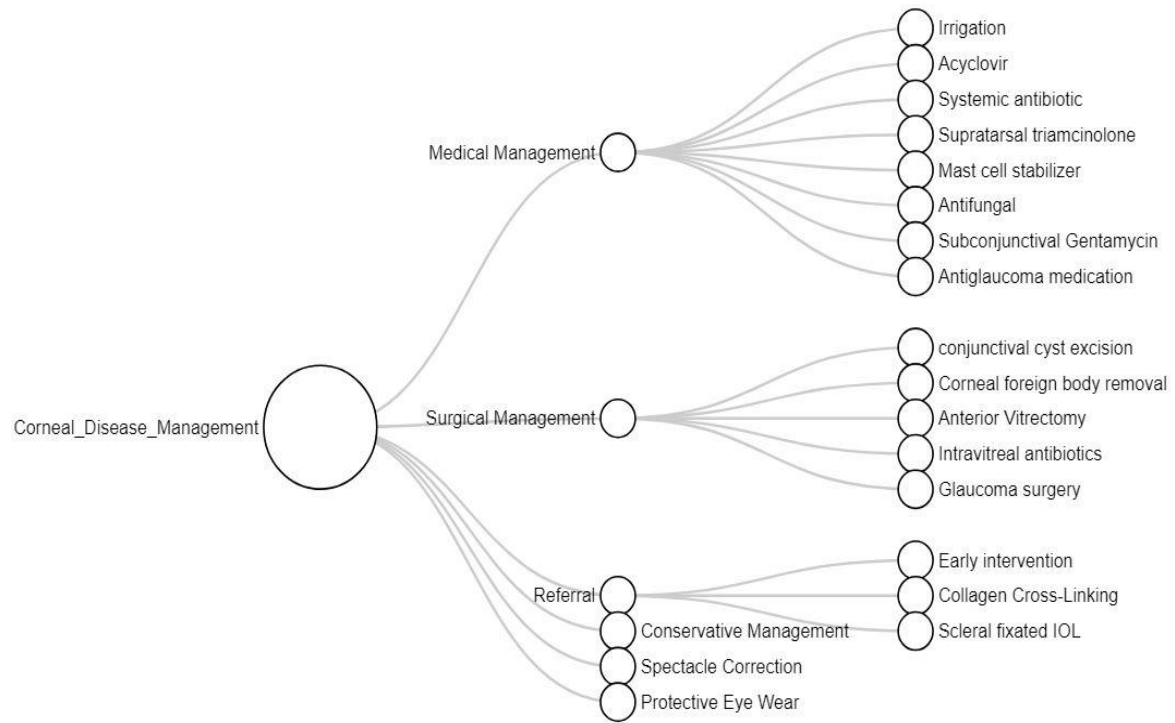 Irrigation
Acyclovir
Systemic antibiotic
Supratarsal triamcinolone
Medical Management
Mast cell stabilizer
Antifungal
Subconjunctival Gentamycin
Antiglaucoma medication
conjunctival cyst excision
Corneal foreign body removal
Surgical Management
Anterior Vitrectomy
Corneal_Disease_Management
Intravitreal antibiotics
Glaucoma surgery
Early intervention
Referral
Collagen Cross-Linking
Conservative Management
Scleral fixated IOL
Spectacle Correction
Protective Eye Wear